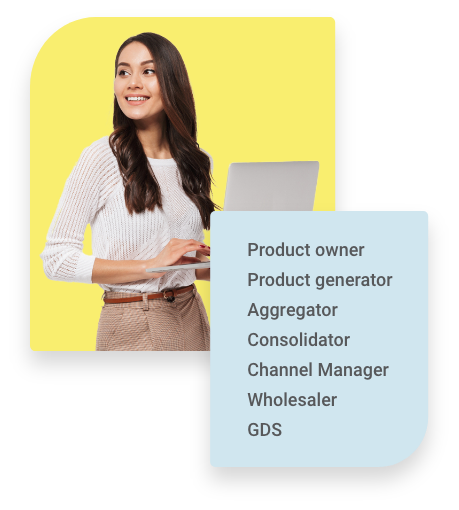 Product owner
Product generator
Aggregator
Consolidator
Channel Manager
Wholesaler
GDS